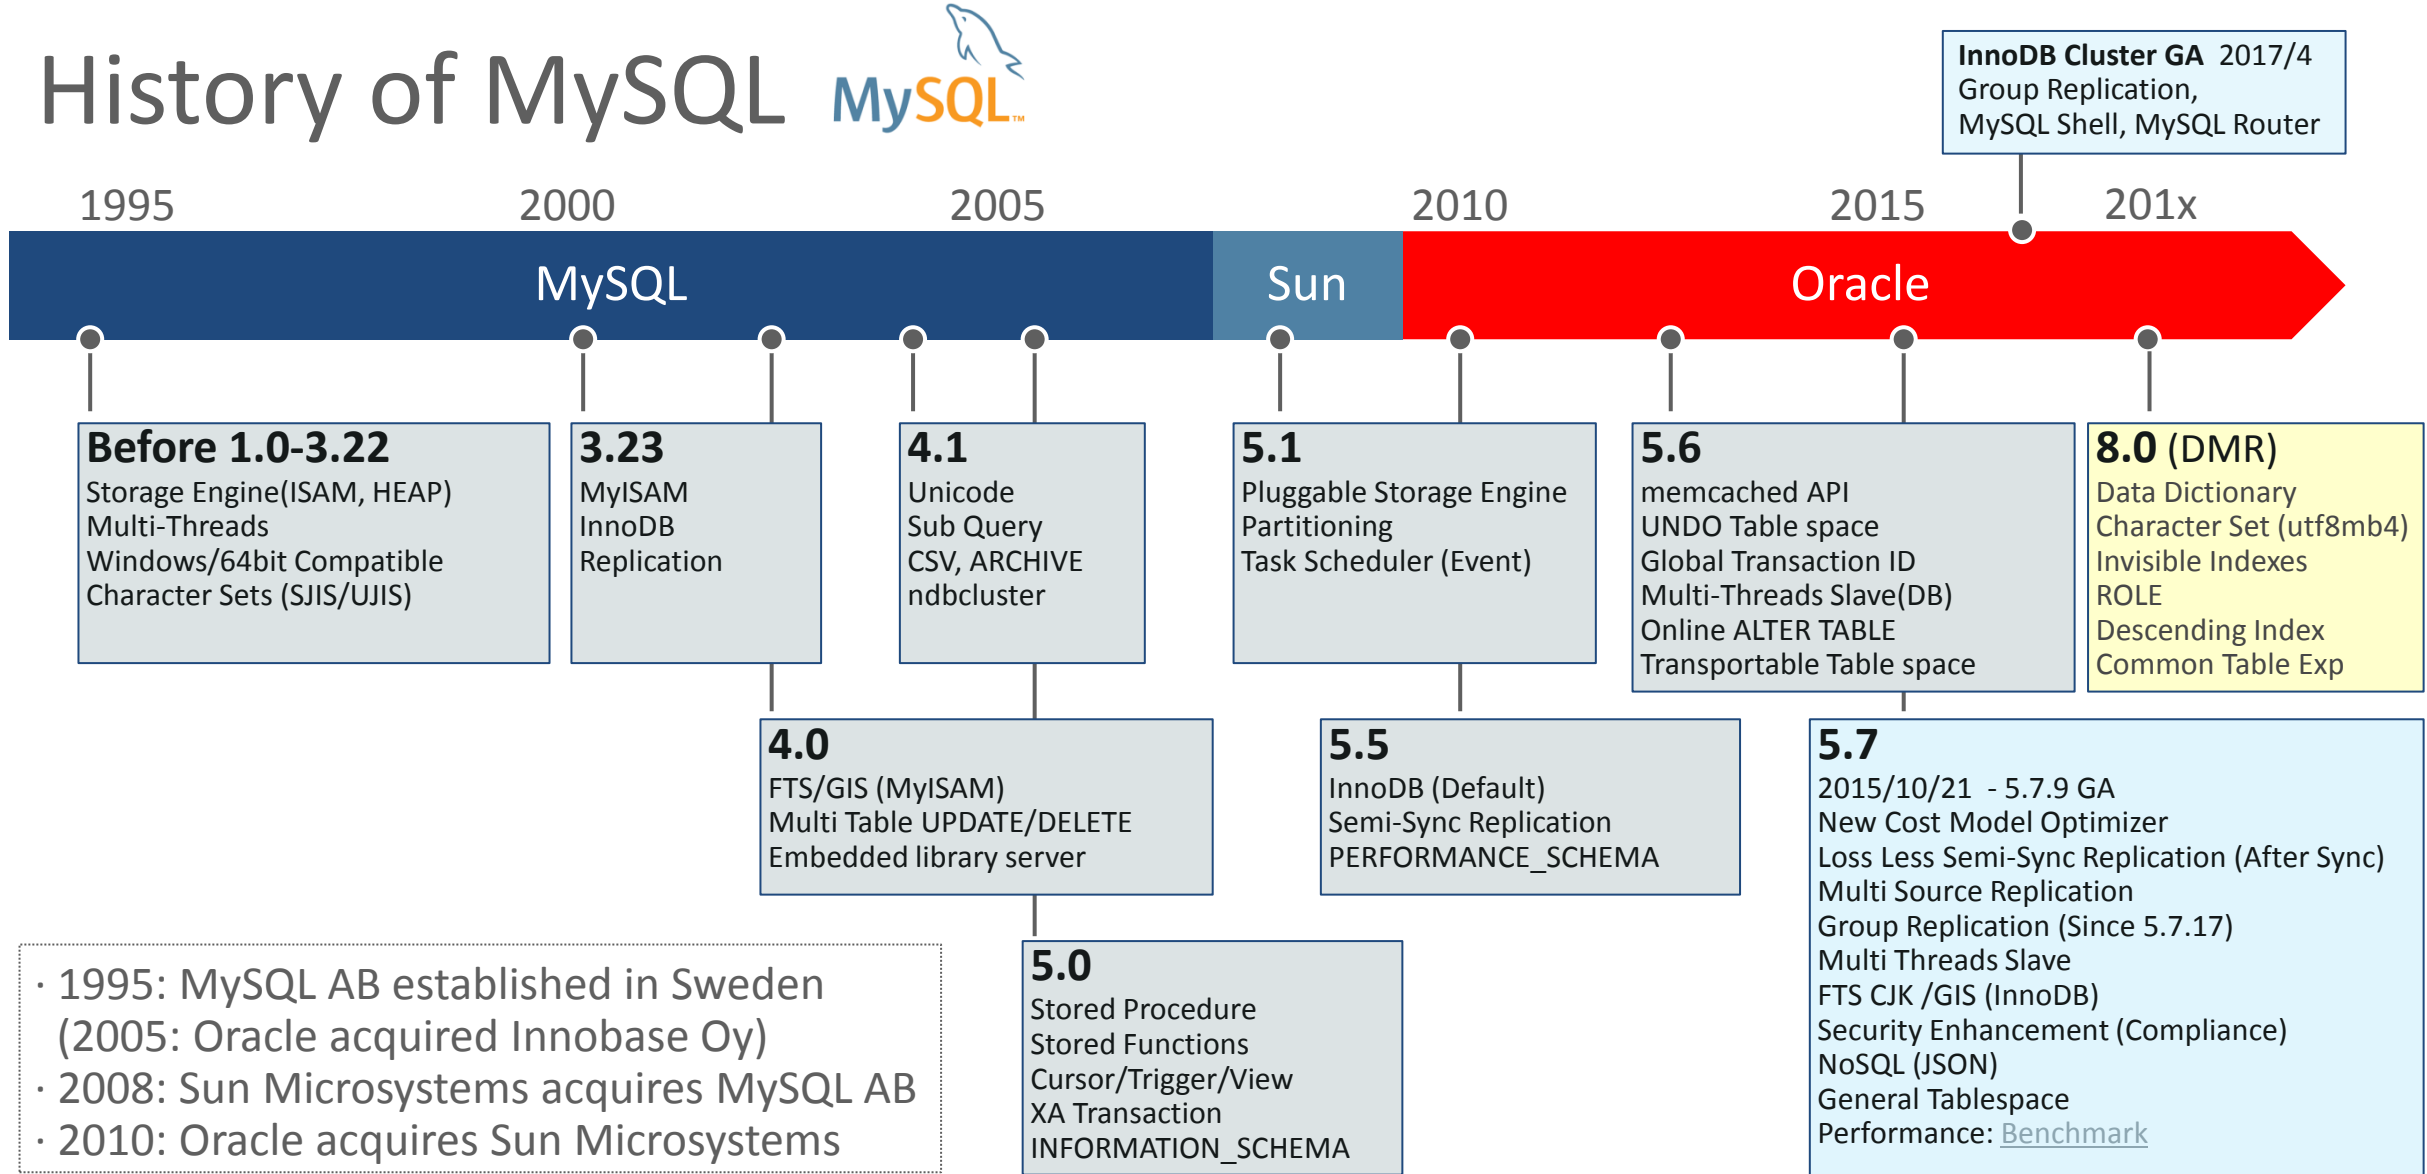 History of MySQL
MySQL™
InnoDB Cluster GA 2017/4
Group Replication,
MySQL Shell, MySQL Router
1995
2000
2005
2010
2015
201x
MySQL
Sun
Oracle
Before 1.0-3.22
Storage Engine(ISAM, HEAP)
Multi-Threads
Windows/64bit Compatible
Character Sets (SJIS/UJIS)
3.23
MyISAM
InnoDB
Replication
4.1
Unicode
Sub Query
CSV, ARCHIVE
ndbcluster
5.1
Pluggable Storage Engine
Partitioning
Task Scheduler (Event)
5.6
memcached API
UNDO Table space
Global Transaction ID
Multi-Threads Slave(DB)
Online ALTER TABLE
Transportable Table space
8.0 (DMR)
Data Dictionary
Character Set (utf8mb4)
Invisible Indexes
ROLE
Descending Index
Common Table Exp
4.0
FTS/GIS (MyISAM)
Multi Table UPDATE/DELETE
Embedded library server
5.5
InnoDB (Default)
Semi-Sync Replication
PERFORMANCE_SCHEMA
5.7
2015/10/21 - 5.7.9 GA
New Cost Model Optimizer
Loss Less Semi-Sync Replication (After Sync)
Multi Source Replication
Group Replication (Since 5.7.17)
Multi Threads Slave
FTS CJK /GIS (InnoDB)
Security Enhancement (Compliance)
NoSQL (JSON)
General Tablespace
Performance: Benchmark
5.0
Stored Procedure
Stored Functions
Cursor/Trigger/View
XA Transaction
INFORMATION_SCHEMA
· 1995: MySQL AB established in Sweden
(2005: Oracle acquired Innobase Oy)
· 2008: Sun Microsystems acquires MySQL AB
· 2010: Oracle acquires Sun Microsystems